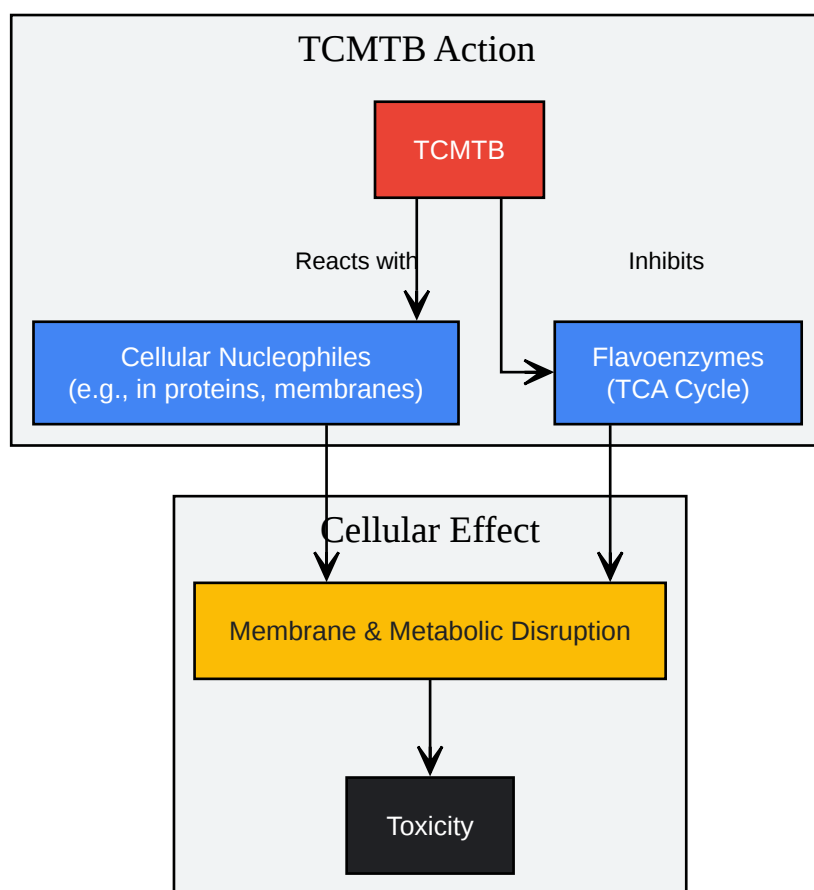 TCMTB Action
TCMTB
Reacts with
Inhibits
Cellular Nucleophiles
(e.g., in proteins, membranes)
Flavoenzymes
(TCA Cycle)
Cellular Effect
Membrane & Metabolic Disruption
Toxicity